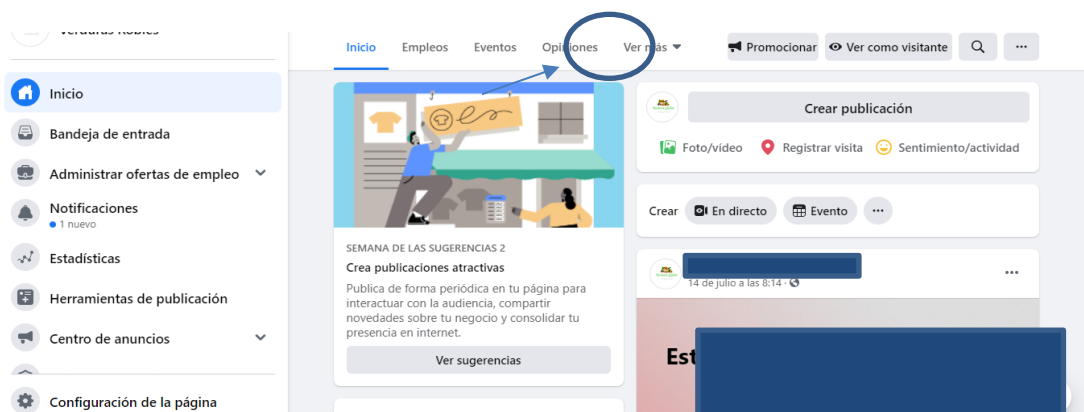 Verduras Robles
Inicio
Bandeja de entrada
Administrar ofertas de empleo
Notificaciones
1 nuevo
Estadísticas
Herramientas de publicación
Centro de anuncios
Configuración de la página
Inicio Empleos Eventos Opiniones Ver más
Promocionar Ver como visitante
SEMANA DE LAS SUGERENCIAS 2
Crea publicaciones atractivas
Publica de forma periódica en tu página para
interactuar con la audiencia, compartir
novedades sobre tu negocio y consolidar tu
presencia en internet.
Ver sugerencias
Crear publicación
Foto/vídeo Registrar visita Sentimiento/actividad
Crear En directo Evento
14 de julio a las 8:14 ·
Est